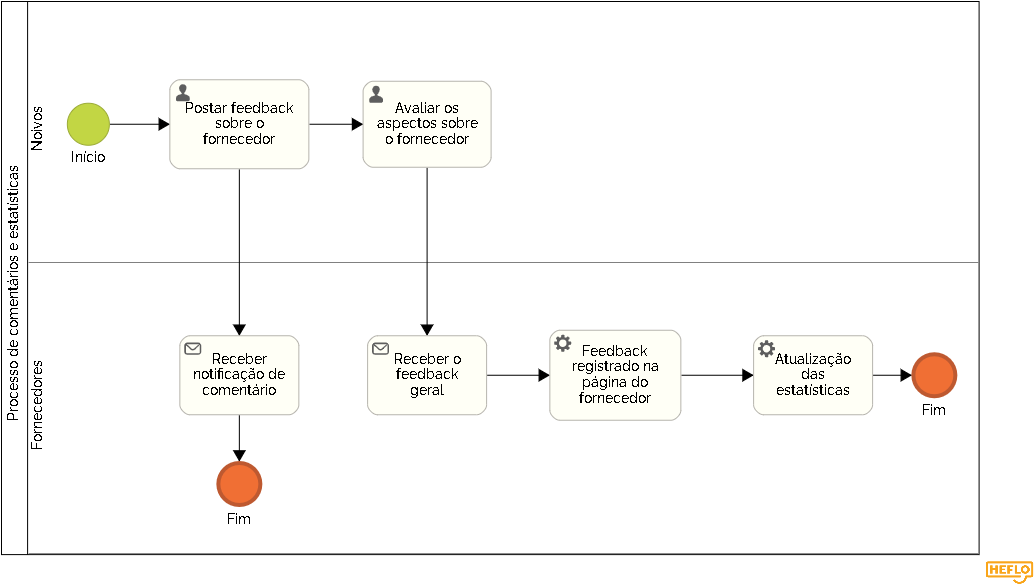 Processo de comentários e estatísticas
Noivos
Início
Postar feedback
sobre o
fornecedor
Avaliar os
aspectos sobre
o fornecedor
Fornecedores
Receber
notificação de
comentário
Fim
Receber o
feedback
geral
Feedback
registrado na
página do
fornecedor
Atualização
das
estatísticas
Fim
HEFLO